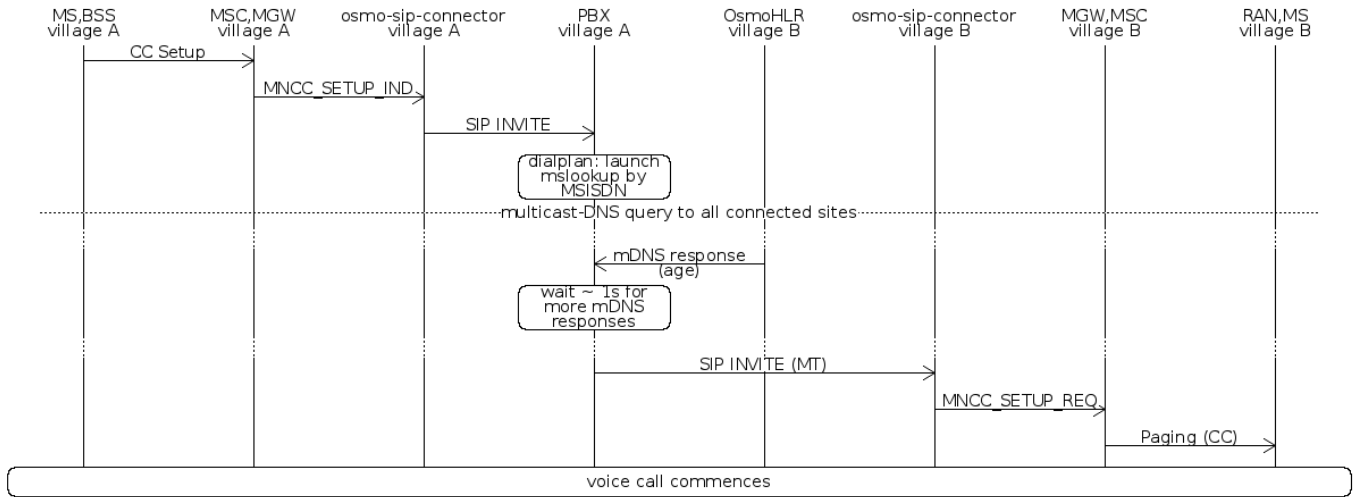 MS,BSS
village A
MSC,MGW
village A
osmo-sip-connector
village A
PBX
village A
OsmoHLR
village B
osmo-sip-connector
village B
MGW,MSC
village B
RAN,MS
village B
CC Setup
MNCC_SETUP_IND
SIP INVITE
dialplan: launch
mslookup by
MSISDN
multicast-DNS query to all connected sites
mDNS response
(age)
wait ~ 1s for
more mDNS
responses
SIP INVITE (MT)
MNCC_SETUP_REQ
Paging (CC)
voice call commences